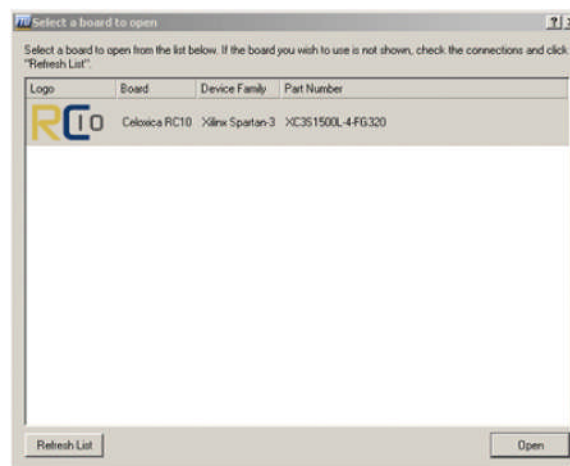 Select a board to open
Select a board to open from the list below. If the board you wish to use is not shown, check the connections and click
"Refresh List".
Logo Board Device Family Part Number
RC10 Celoxica RC10 Xilinx Spartan-3 XC3S1500L-4-FG320
Refresh List Open